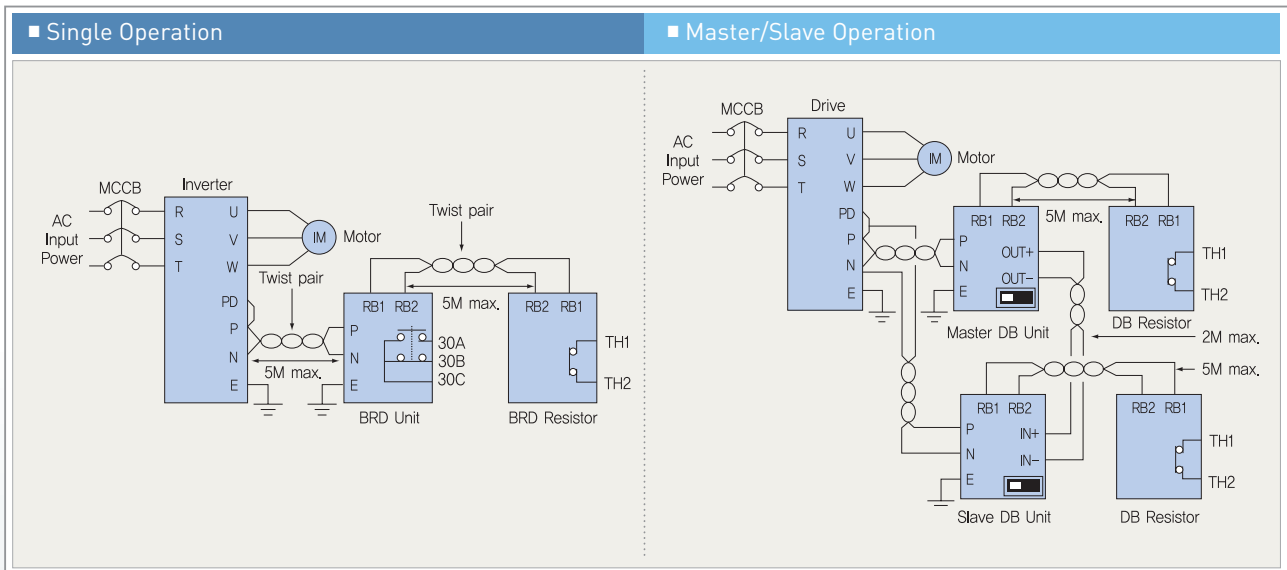 ■ Single Operation
■ Master/Slave Operation
MCCB
Inverter
AC
Input
Power
R
S
T
U
V
W
PD
P
N
E
IM
Motor
Twist pair
5M max.
Twist pair
5M max.
RB1 RB2
P
N
E
30A
30B
30C
BRD Unit
RB2 RB1
TH1
TH2
BRD Resistor
MCCB
Drive
AC
Input
Power
R
S
T
U
V
W
PD
P
N
E
IM
Motor
RB1 RB2
P
N
E
OUT+
OUT-
Master DB Unit
5M max.
RB2 RB1
TH1
TH2
DB Resistor
2M max.
5M max.
RB1 RB2
P
N
E
IN+
IN-
Slave DB Unit
RB2 RB1
TH1
TH2
DB Resistor